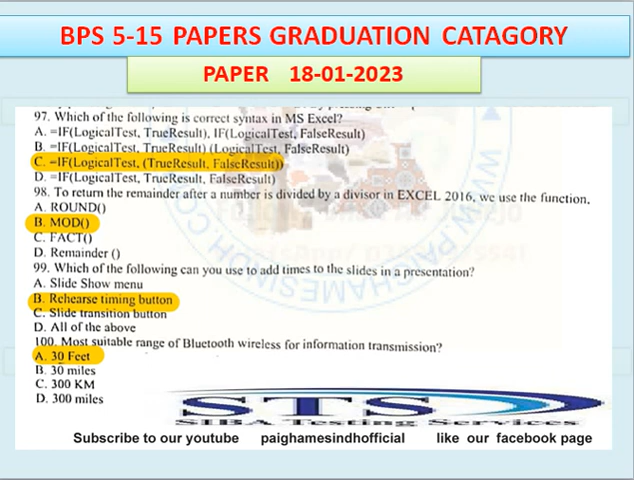 BPS 5-15 PAPERS GRADUATION CATAGORY
PAPER 18-01-2023
97. Which of the following is correct syntax in MS Excel?
A. =IF(LogicalTest, TrueResult), IF(LogicalTest, FalseResult)
B. =IF(LogicalTest, TrueResult) (LogicalTest, FalseResult)
C. =IF(LogicalTest, (TrueResult, FalseResult))
D. =IF(LogicalTest, TrueResult, FalseResult)
98. To return the remainder after a number is divided by a divisor in EXCEL 2016, we use the function.
A. ROUND()
B. MOD()
C. FACT()
D. Remainder ()
99. Which of the following can you use to add times to the slides in a presentation?
A. Slide Show menu
B. Rehearse timing button
C. Slide transition button
D. All of the above
100. Most suitable range of Bluetooth wireless for information transmission?
A. 30 Feet
B. 30 miles
C. 300 KM
D. 300 miles
STS
SIBA Testing Services
WWW.PAIGHAMESINDH.CO
Subscribe to our youtube paighamesindhofficial like our facebook page